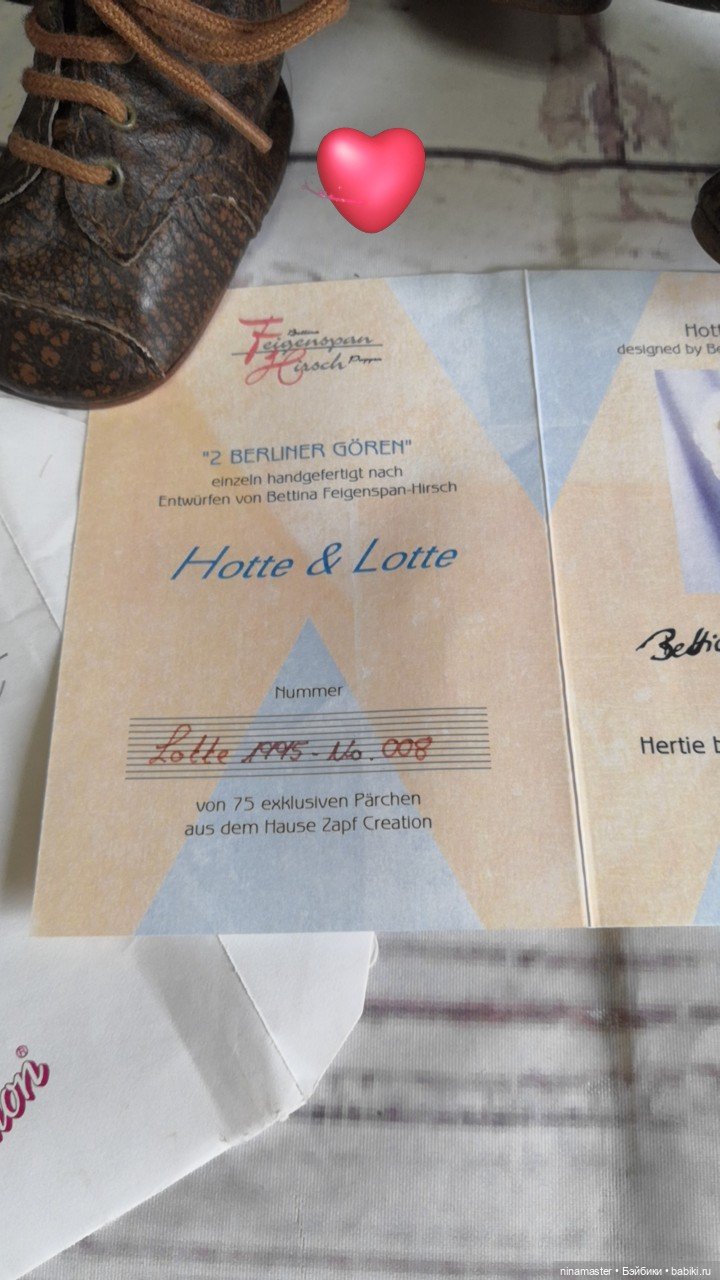 Bettina
Feigenspan
Hirsch Puppen
"2 BERLINER GÖREN"
einzeln handgefertigt nach
Entwürfen von Bettina Feigenspan-Hirsch
Hotte & Lotte
Nummer
Lotte 1995 - No. 008
von 75 exklusiven Pärchen
aus dem Hause Zapf Creation
Hott
designed by Be
Hertie b
on®
ninamaster • Бэйбики • babiki.ru